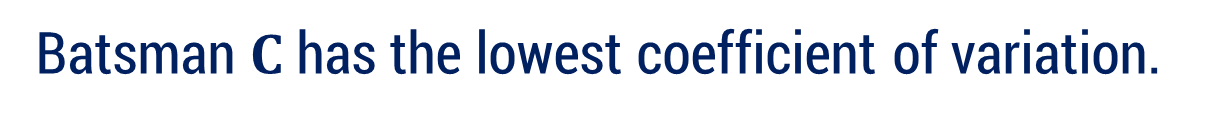 Batsman C has the lowest coefficient of variation.